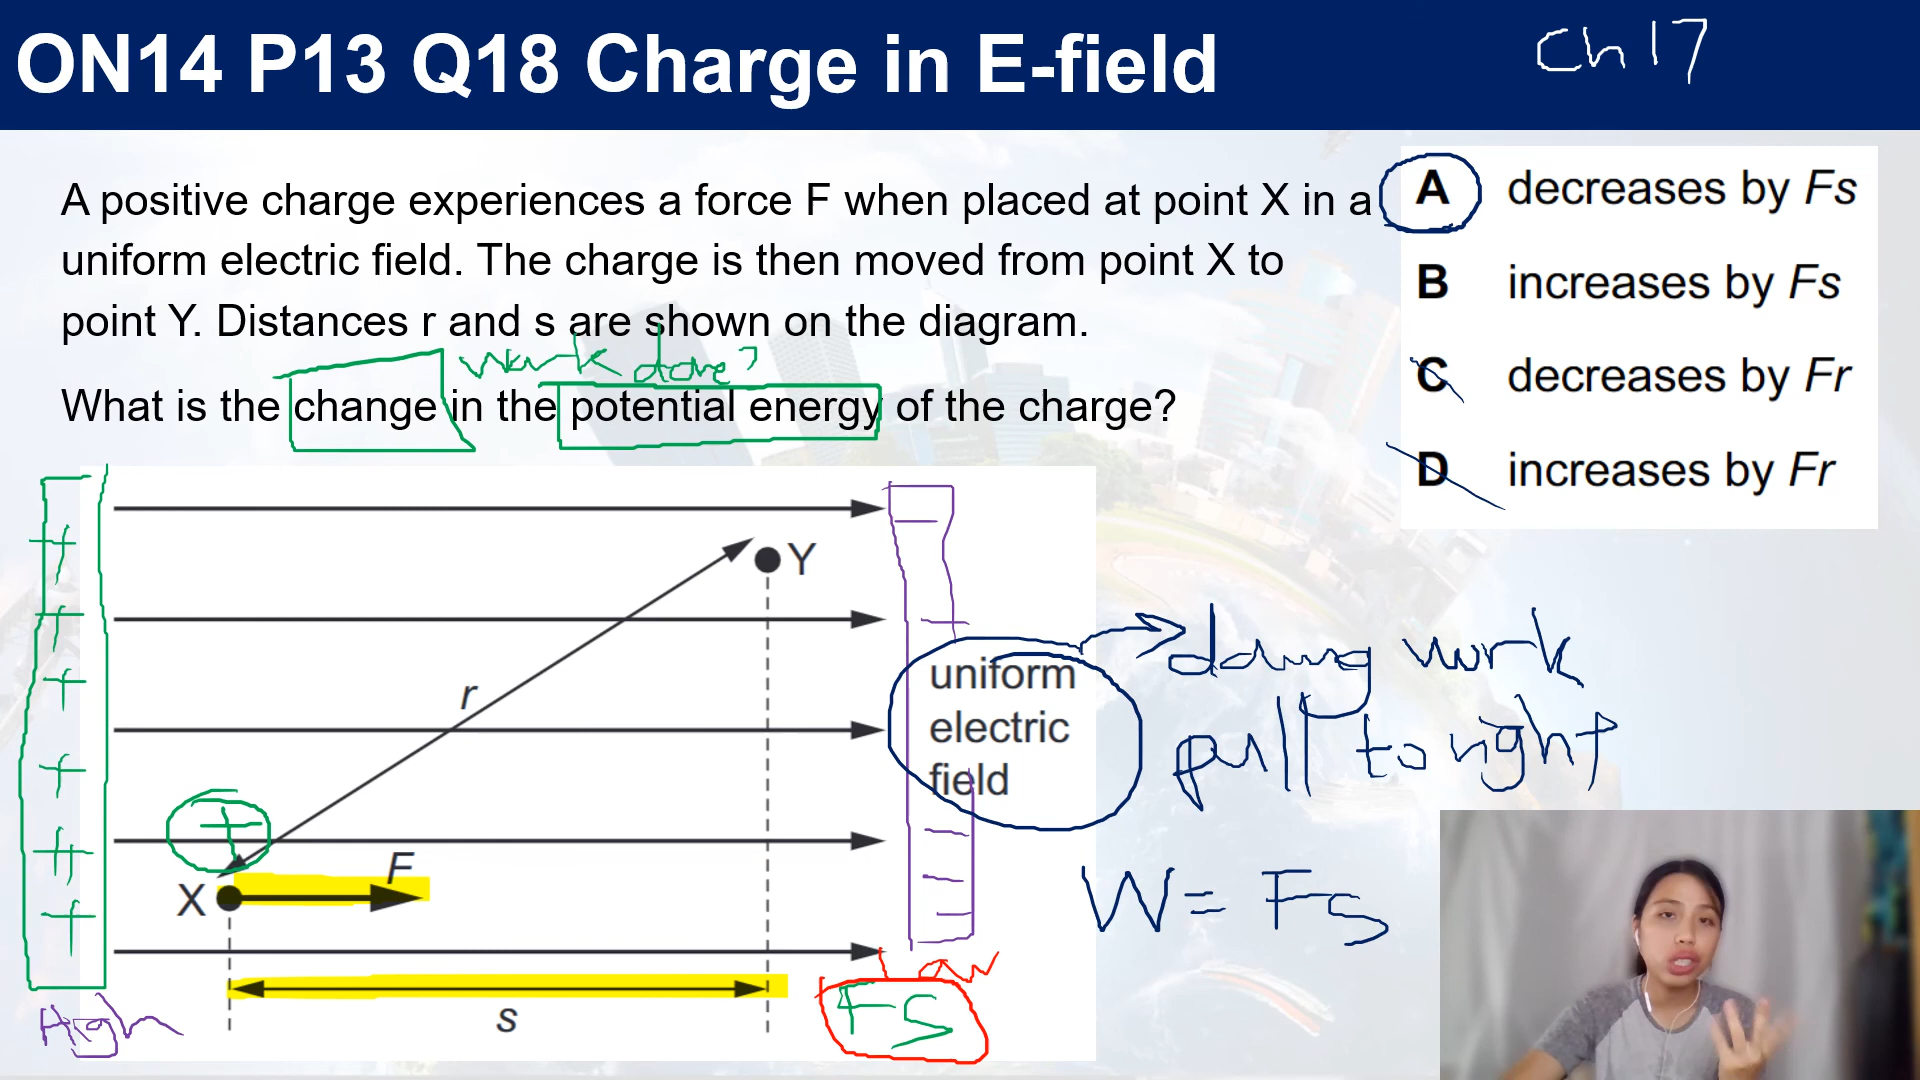 ON14 P13 Q18 Charge in E-field
Ch 17
A positive charge experiences a force F when placed at point X in a
uniform electric field. The charge is then moved from point X to
point Y. Distances r and s are shown on the diagram.
work done?
What is the change in the potential energy of the charge?
A decreases by Fs
B increases by Fs
C decreases by Fr
D increases by Fr
Y
r
uniform
electric
field
doing work
pull to right
F
X
W = Fs
s
High
Low
Fs